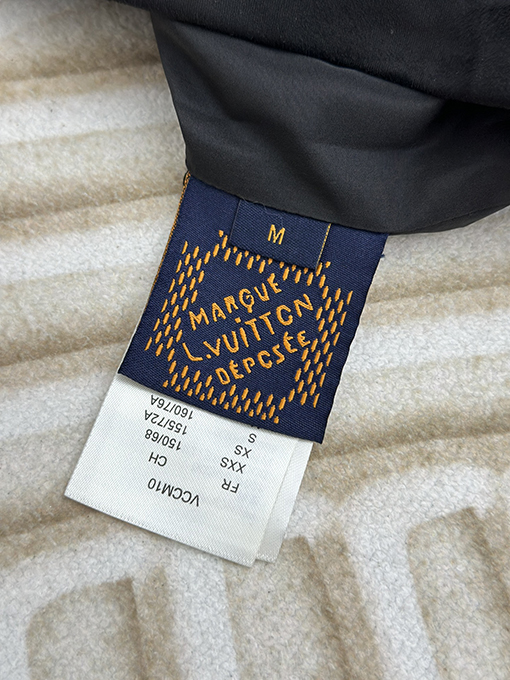 M
MARQUE
L.VUITTON
DÉPOSÉE
VCCM10
FR CH
XXS 150/68
XS 155/72A
S 160/76A